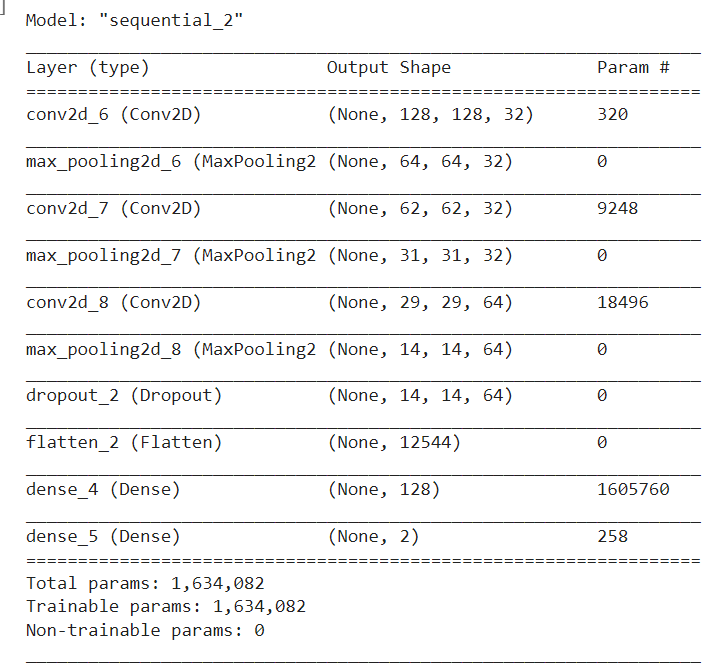 ]
Model: "sequential_2"
_________________________________________________________________
Layer (type)                 Output Shape              Param #
=================================================================
conv2d_6 (Conv2D)            (None, 128, 128, 32)      320
_________________________________________________________________
max_pooling2d_6 (MaxPooling2 (None, 64, 64, 32)        0
_________________________________________________________________
conv2d_7 (Conv2D)            (None, 62, 62, 32)        9248
_________________________________________________________________
max_pooling2d_7 (MaxPooling2 (None, 31, 31, 32)        0
_________________________________________________________________
conv2d_8 (Conv2D)            (None, 29, 29, 64)        18496
_________________________________________________________________
max_pooling2d_8 (MaxPooling2 (None, 14, 14, 64)        0
_________________________________________________________________
dropout_2 (Dropout)          (None, 14, 14, 64)        0
_________________________________________________________________
flatten_2 (Flatten)          (None, 12544)             0
_________________________________________________________________
dense_4 (Dense)              (None, 128)               1605760
_________________________________________________________________
dense_5 (Dense)              (None, 2)                 258
=================================================================
Total params: 1,634,082
Trainable params: 1,634,082
Non-trainable params: 0
_________________________________________________________________